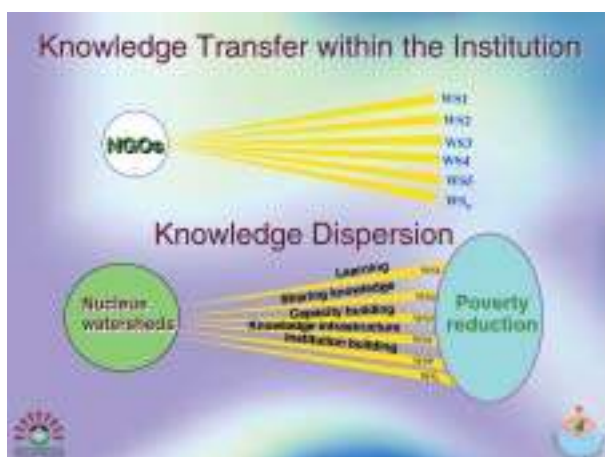 Knowledge Transfer within the Institution
NGOs
WS1
WS2
WS3
WS4
WS5
WSn
Knowledge Dispersion
Nucleus
watersheds
Learning
Sharing knowledge
Capacity building
Knowledge infrastructure
Institution building
Poverty
reduction